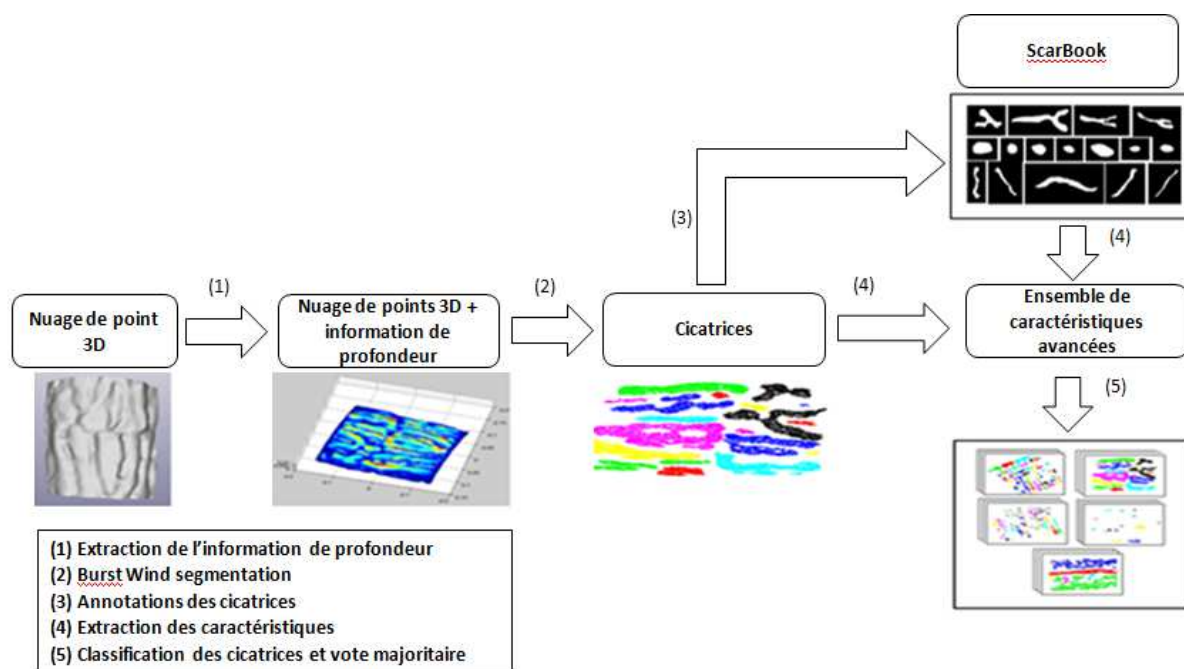 ScarBook
(3)
(4)
(1)
(2)
(4)
Nuage de point
3D
Nuage de points 3D +
information de
profondeur
Cicatrices
Ensemble de
caractéristiques
avancées
(5)
(1) Extraction de l'information de profondeur
(2) Burst Wind segmentation
(3) Annotations des cicatrices
(4) Extraction des caractéristiques
(5) Classification des cicatrices et vote majoritaire